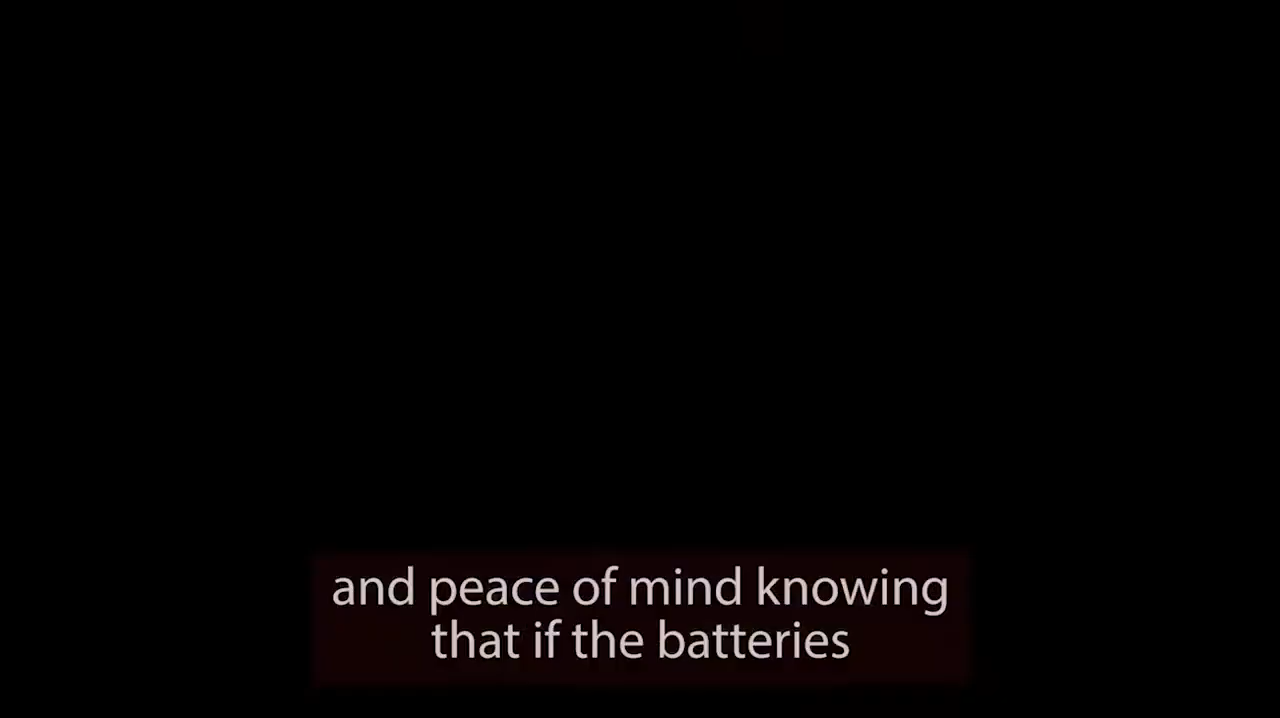 and peace of mind knowing
that if the batteries